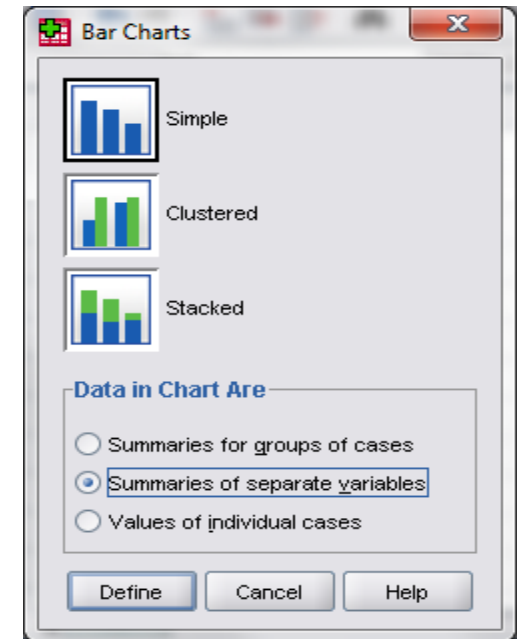 Bar Charts
Simple
Clustered
Stacked
Data in Chart Are
Summaries for groups of cases
Summaries of separate variables
Values of individual cases
Define Cancel Help